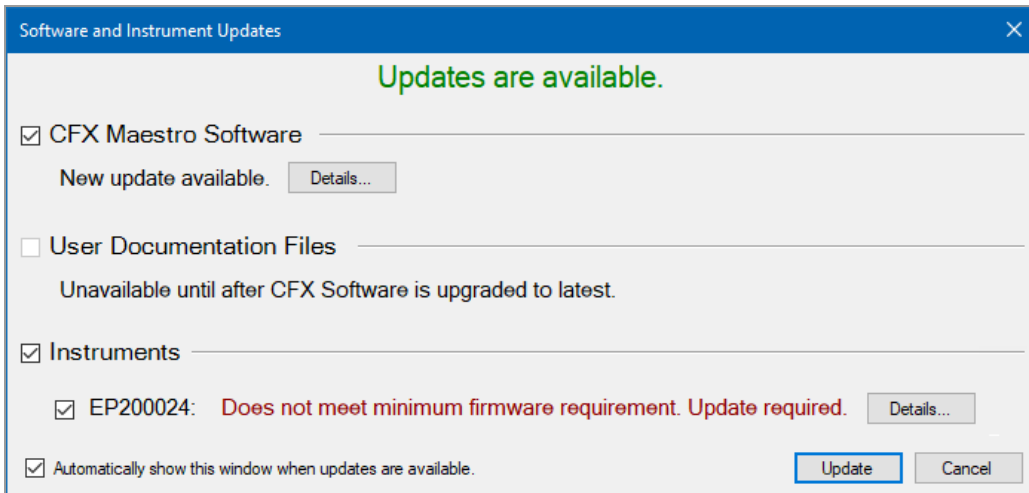 Software and Instrument Updates
Updates are available.
CFX Maestro Software
New update available. Details...
User Documentation Files
Unavailable until after CFX Software is upgraded to latest.
Instruments
EP200024: Does not meet minimum firmware requirement. Update required. Details...
Automatically show this window when updates are available. Update Cancel